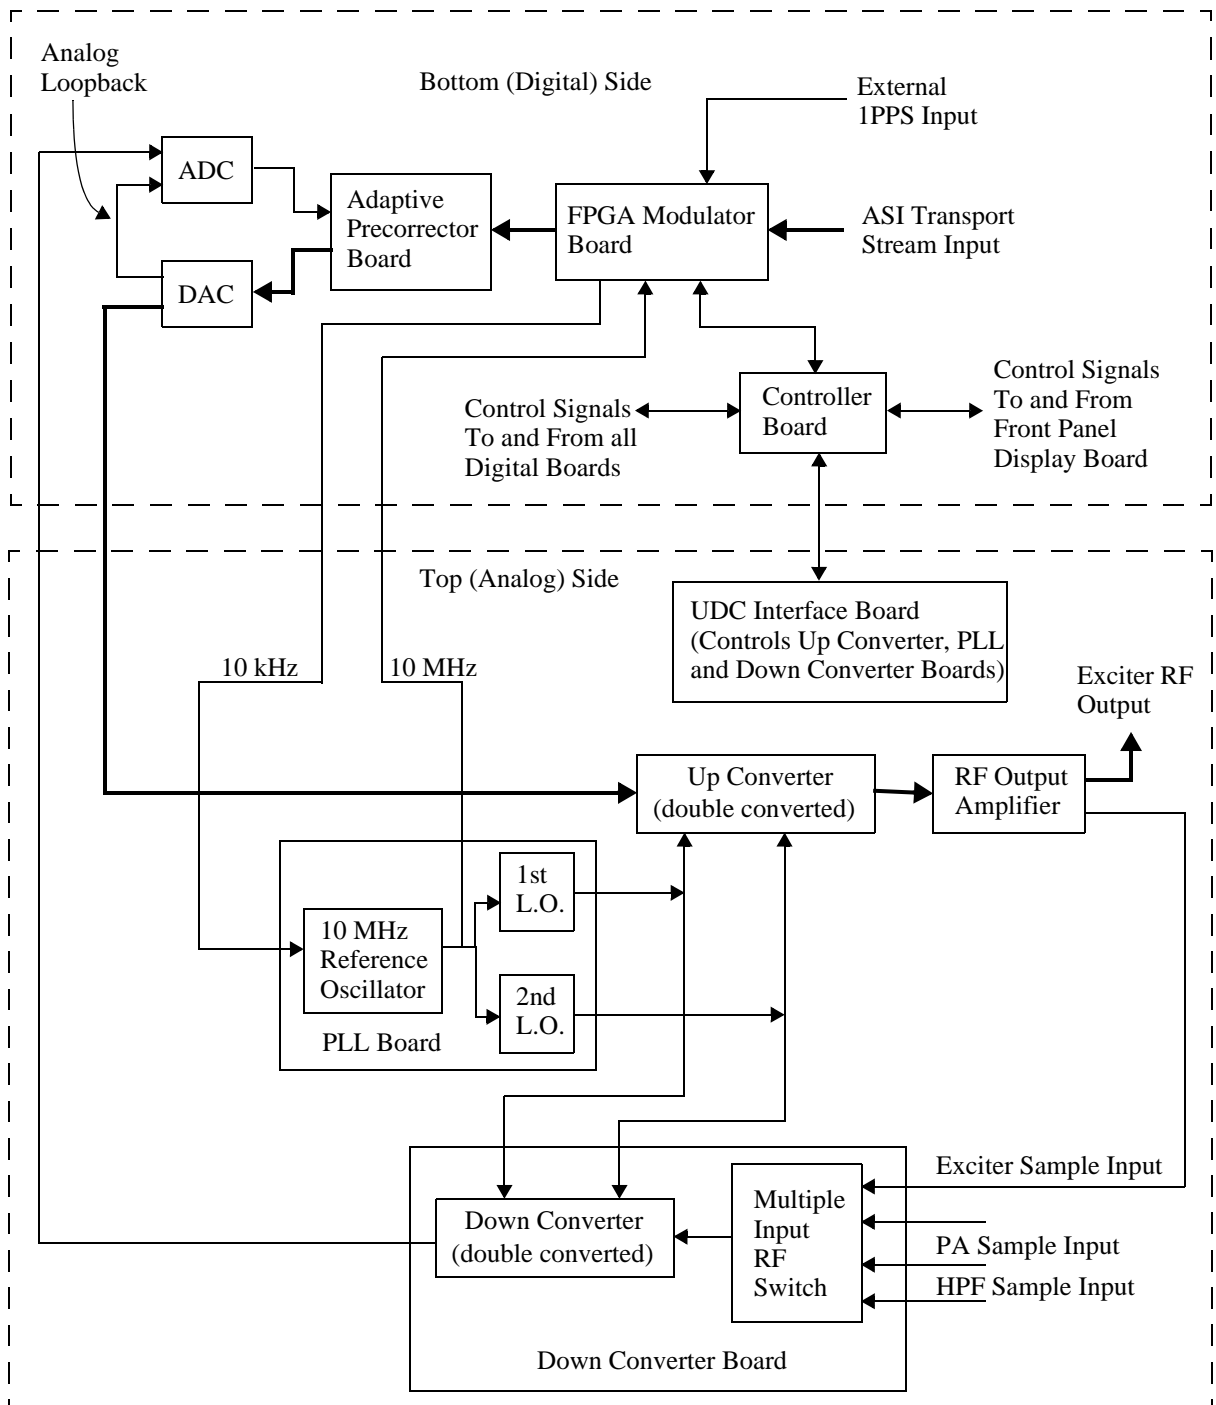 Analog
Loopback
Bottom (Digital) Side
External
1PPS Input
ADC
Adaptive
Precorrector
Board
FPGA Modulator
Board
ASI Transport
Stream Input
DAC
Control Signals
To and From all
Digital Boards
Controller
Board
Control Signals
To and From
Front Panel
Display Board
Top (Analog) Side
UDC Interface Board
(Controls Up Converter, PLL
and Down Converter Boards)
10 kHz
10 MHz
Exciter RF
Output
Up Converter
(double converted)
RF Output
Amplifier
1st
L.O.
10 MHz
Reference
Oscillator
2nd
L.O.
PLL Board
Exciter Sample Input
Multiple
Input
RF
Switch
Down Converter
(double converted)
PA Sample Input
HPF Sample Input
Down Converter Board